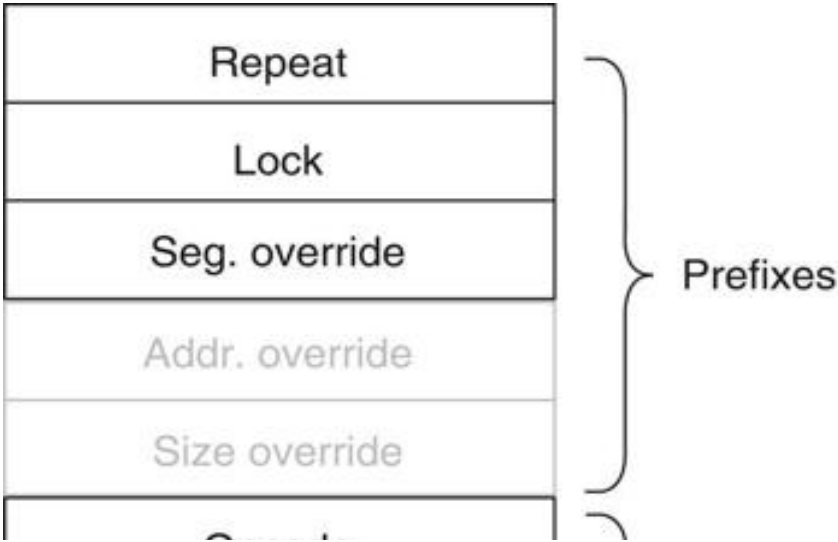 Repeat
Lock
Seg. override
Prefixes
Addr. override
Size override